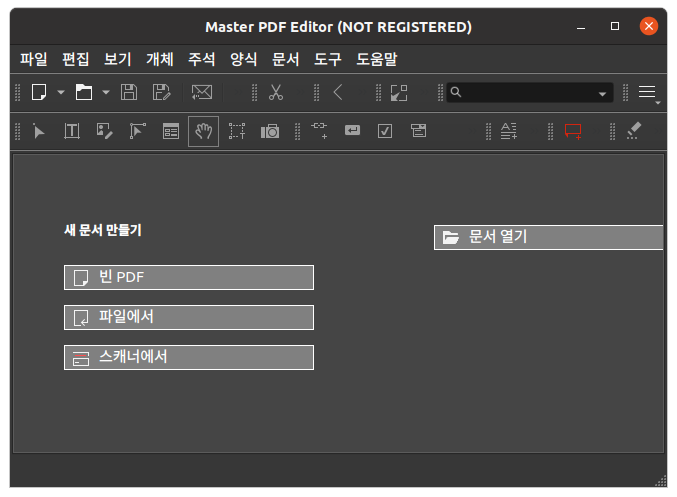 Master PDF Editor (NOT REGISTERED)
파일 편집 보기 개체 주석 양식 문서 도구 도움말
새 문서 만들기
문서 열기
빈 PDF
파일에서
스캐너에서